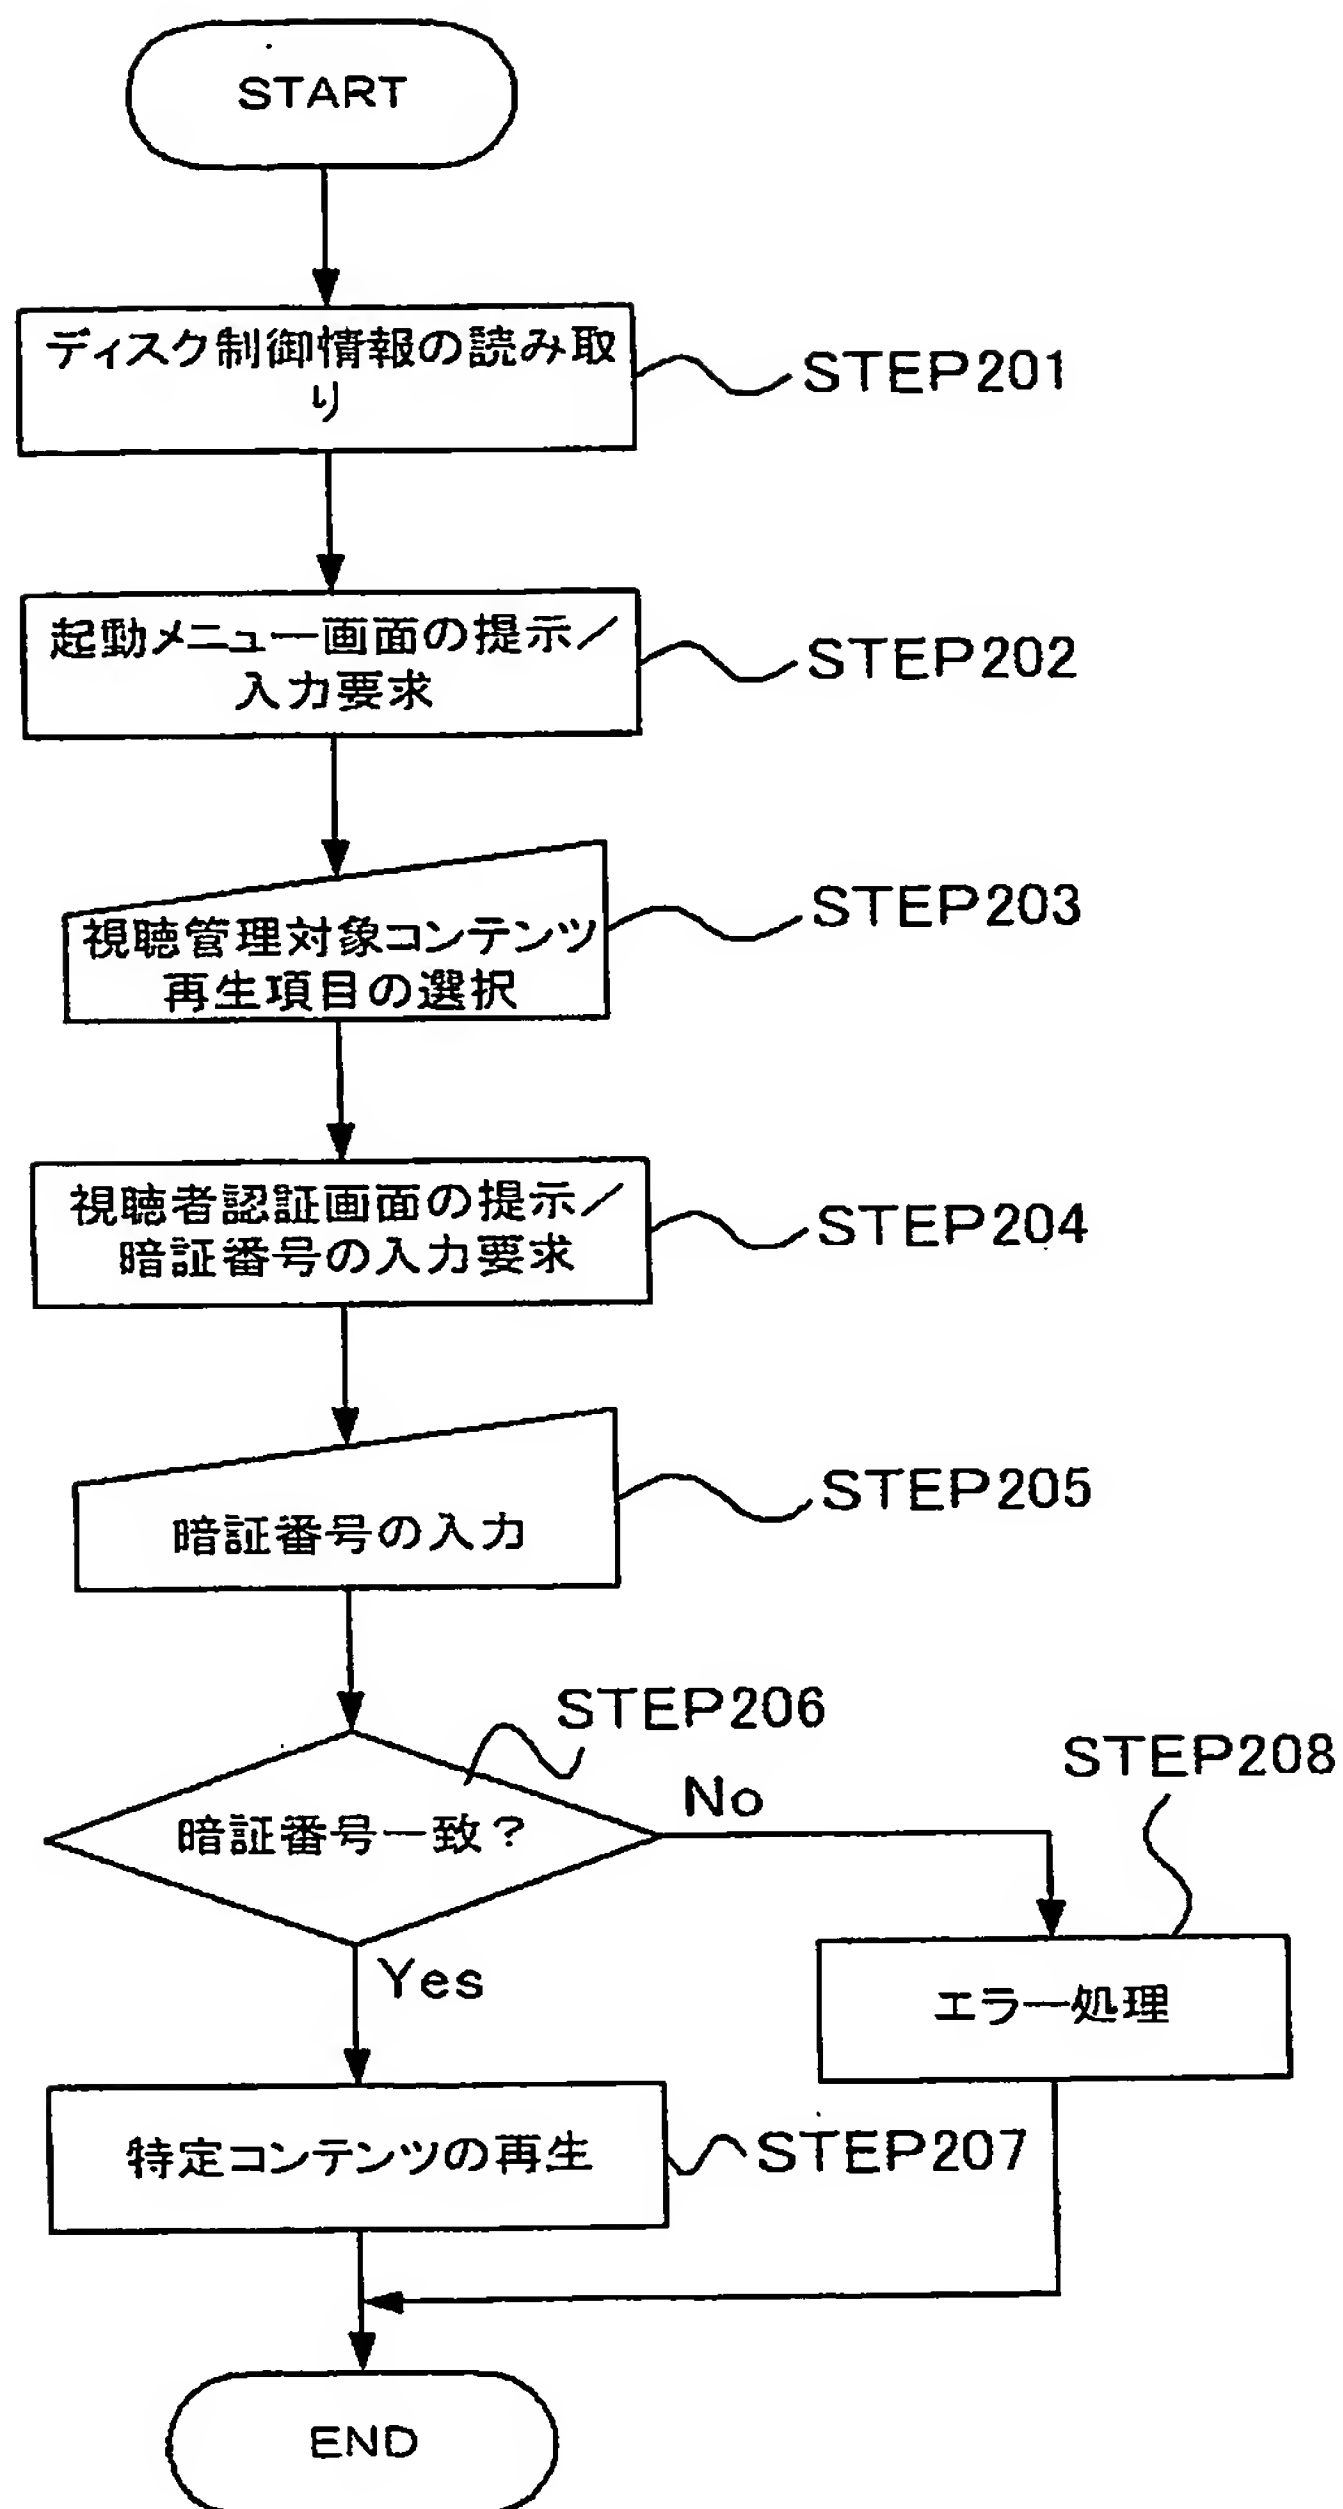 START
ディスク制御情報の読み取
り
STEP201
起動メニュー画面の提示／
入力要求
STEP202
視聴管理対象コンテンツ
再生項目の選択
STEP203
視聴者認証画面の提示／
暗証番号の入力要求
STEP204
暗証番号の入力
STEP205
STEP206
暗証番号一致？
No
STEP208
エラー処理
Yes
特定コンテンツの再生
STEP207
END